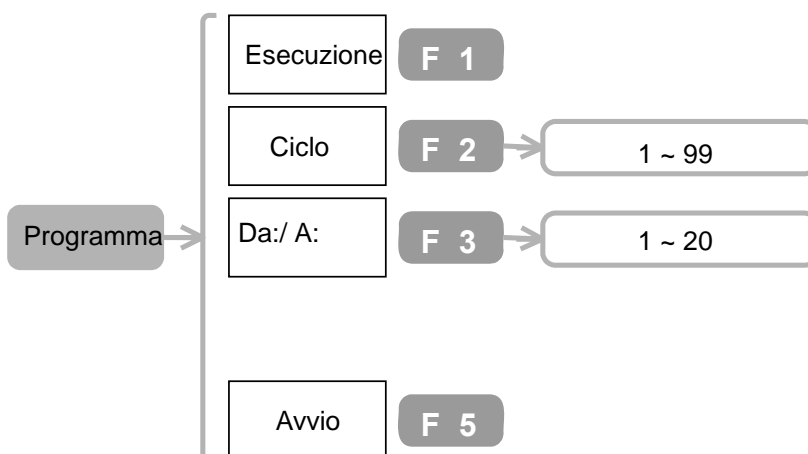 Esecuzione F 1
Ciclo F 2 1 ~ 99
Programma Da:/ A: F 3 1 ~ 20
Avvio F 5